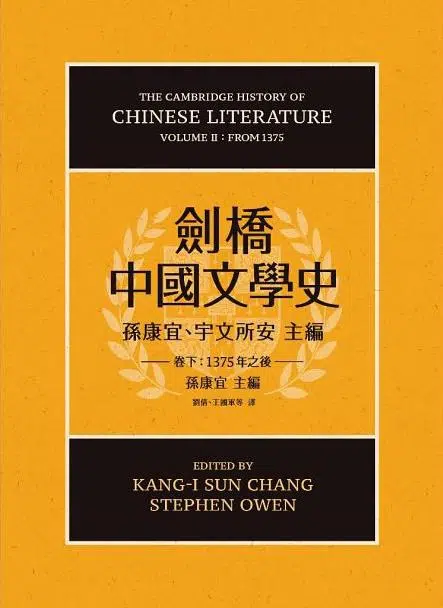 THE CAMBRIDGE HISTORY OF
CHINESE LITERATURE
VOLUME II：FROM 1375
劍橋
中國文學史
孫康宜、宇文所安 主編
卷下：1375年之後
孫康宜 主編
劉倩、王國軍等 譯
EDITED BY
KANG-I SUN CHANG
STEPHEN OWEN